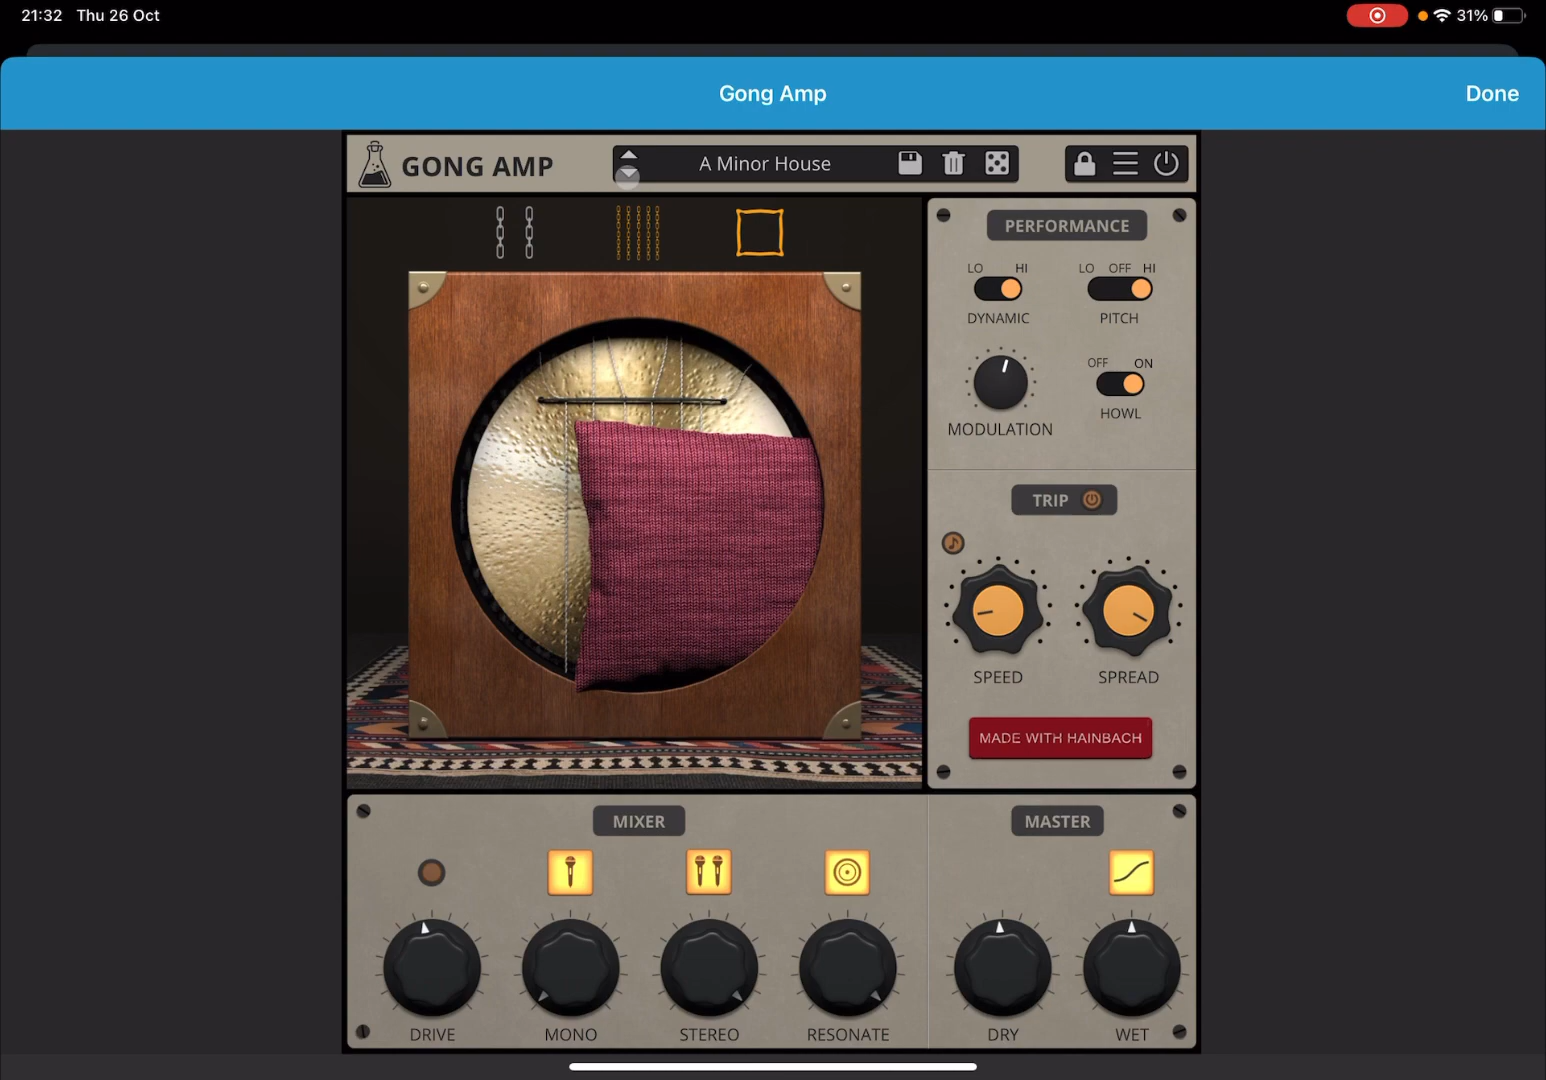 21:32 Thu 26 Oct
31%
Gong Amp
Done
GONG AMP
A Minor House
PERFORMANCE
LO HI
LO OFF HI
DYNAMIC
PITCH
OFF ON
MODULATION
HOWL
TRIP
SPEED
SPREAD
MADE WITH HAINBACH
MIXER
MASTER
DRIVE
MONO
STEREO
RESONATE
DRY
WET